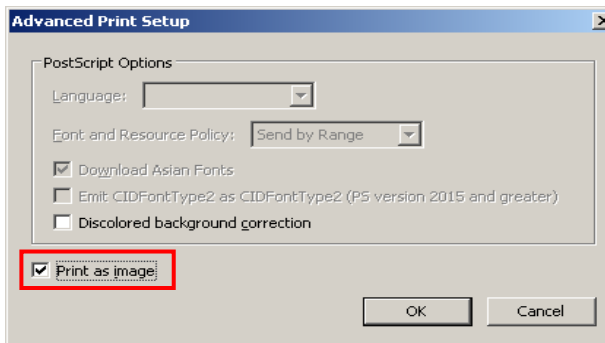 Advanced Print Setup
PostScript Options
Language:
Font and Resource Policy: Send by Range
Download Asian Fonts
Emit CIDFontType2 as CIDFontType2 (PS version 2015 and greater)
Discolored background correction
Print as image
OK Cancel